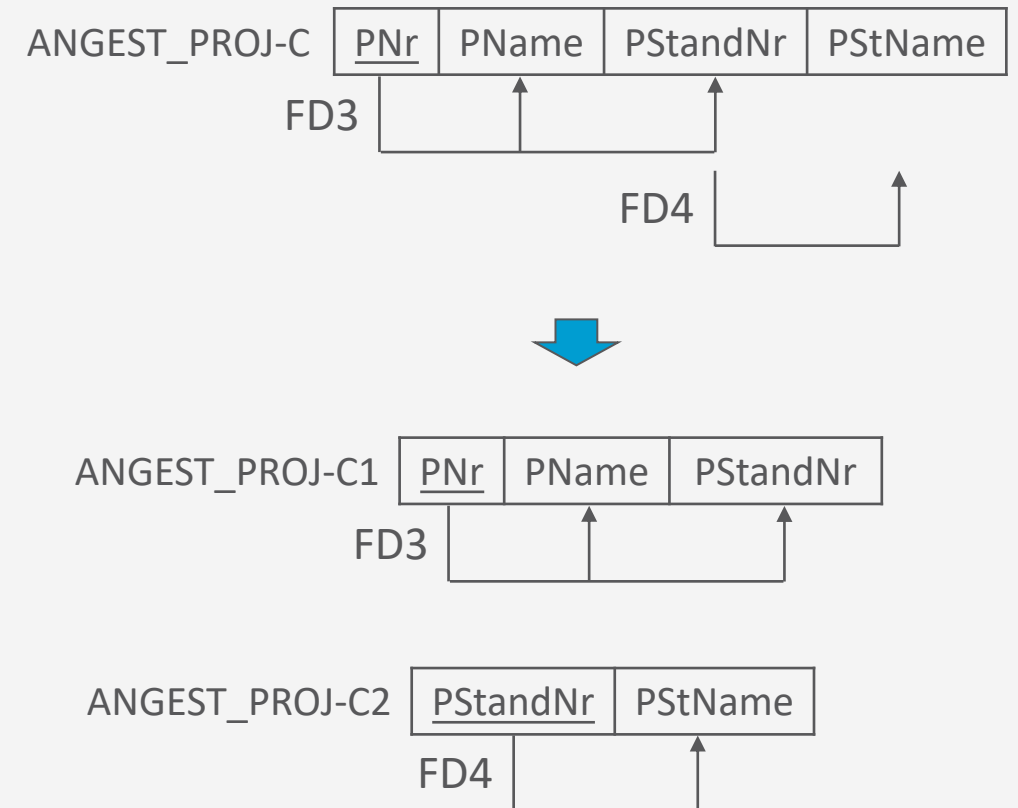 ANGEST_PROJ-C PNr PName PStandNr PStName
FD3
FD4
ANGEST_PROJ-C1 PNr PName PStandNr
FD3
ANGEST_PROJ-C2 PStandNr PStName
FD4